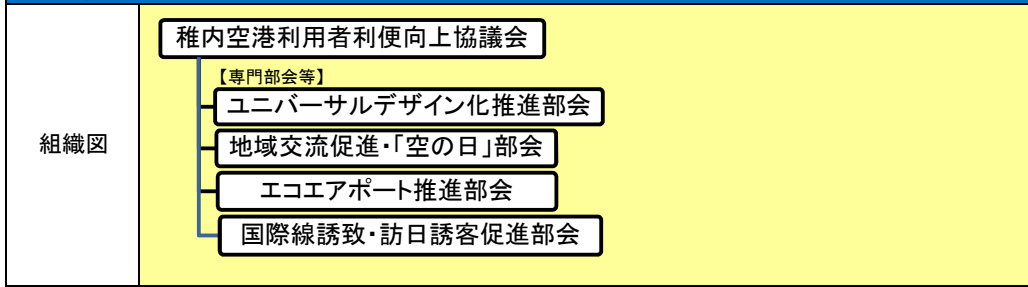 組織図
稚内空港利用者利便向上協議会
【専門部会等】
ユニバーサルデザイン化推進部会
地域交流促進・「空の日」部会
エコエアポート推進部会
国際線誘致・訪日誘客促進部会